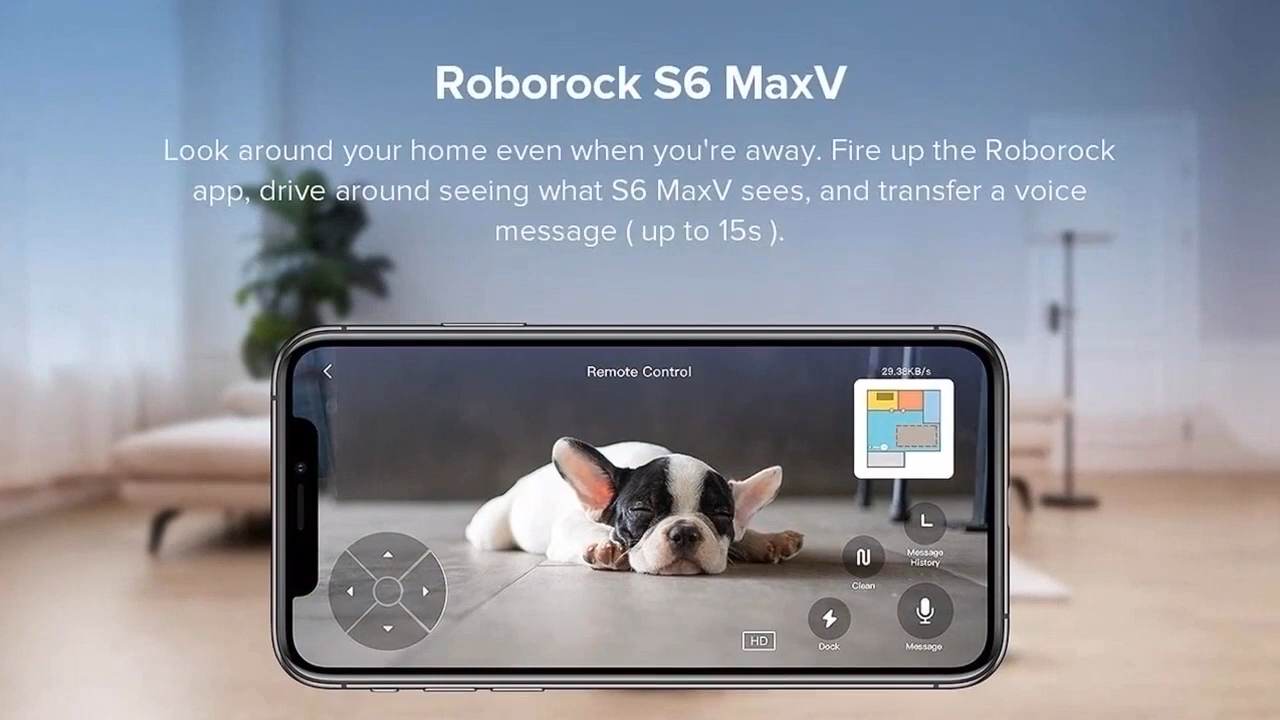 Roborock S6 MaxV
Look around your home even when you're away. Fire up the Roborock
app, drive around seeing what S6 MaxV sees, and transfer a voice
message ( up to 15s ).
Remote Control
29.38KB/s
Message
History
Clean
HD
Dock
Message